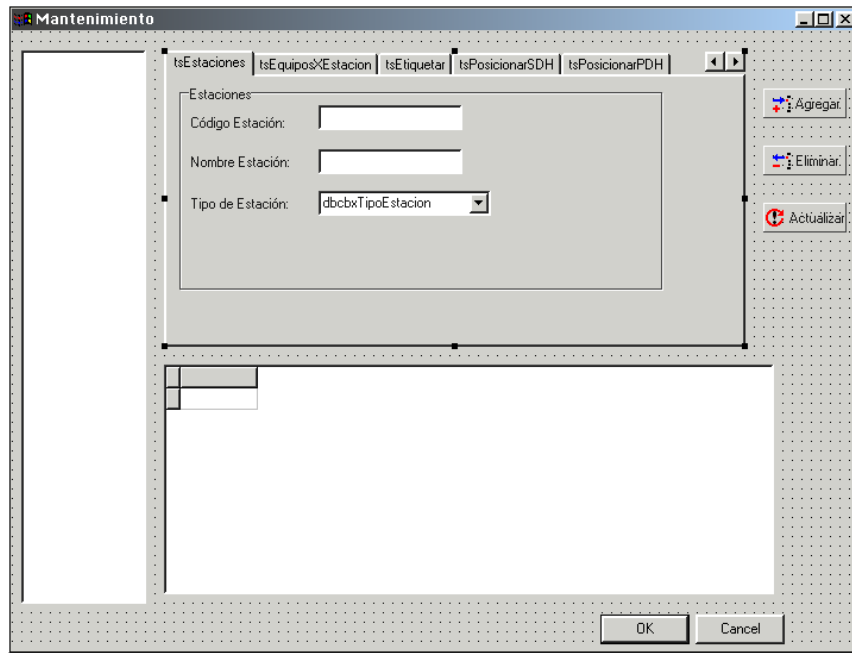 Mantenimiento
tsEstaciones tsEquiposXEstacion tsEtiquetar tsPosicionarSDH tsPosicionarPDH
Estaciones
Código Estación:
Nombre Estación:
Tipo de Estación: dbcbxTipoEstacion
Agregar
Eliminar
Actualizar
OK Cancel